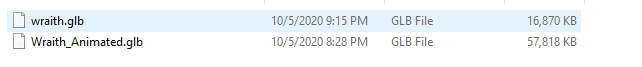 wraith.glb 10/5/2020 9:15 PM GLB File 16,870 KB
Wraith_Animated.glb 10/5/2020 8:28 PM GLB File 57,818 KB